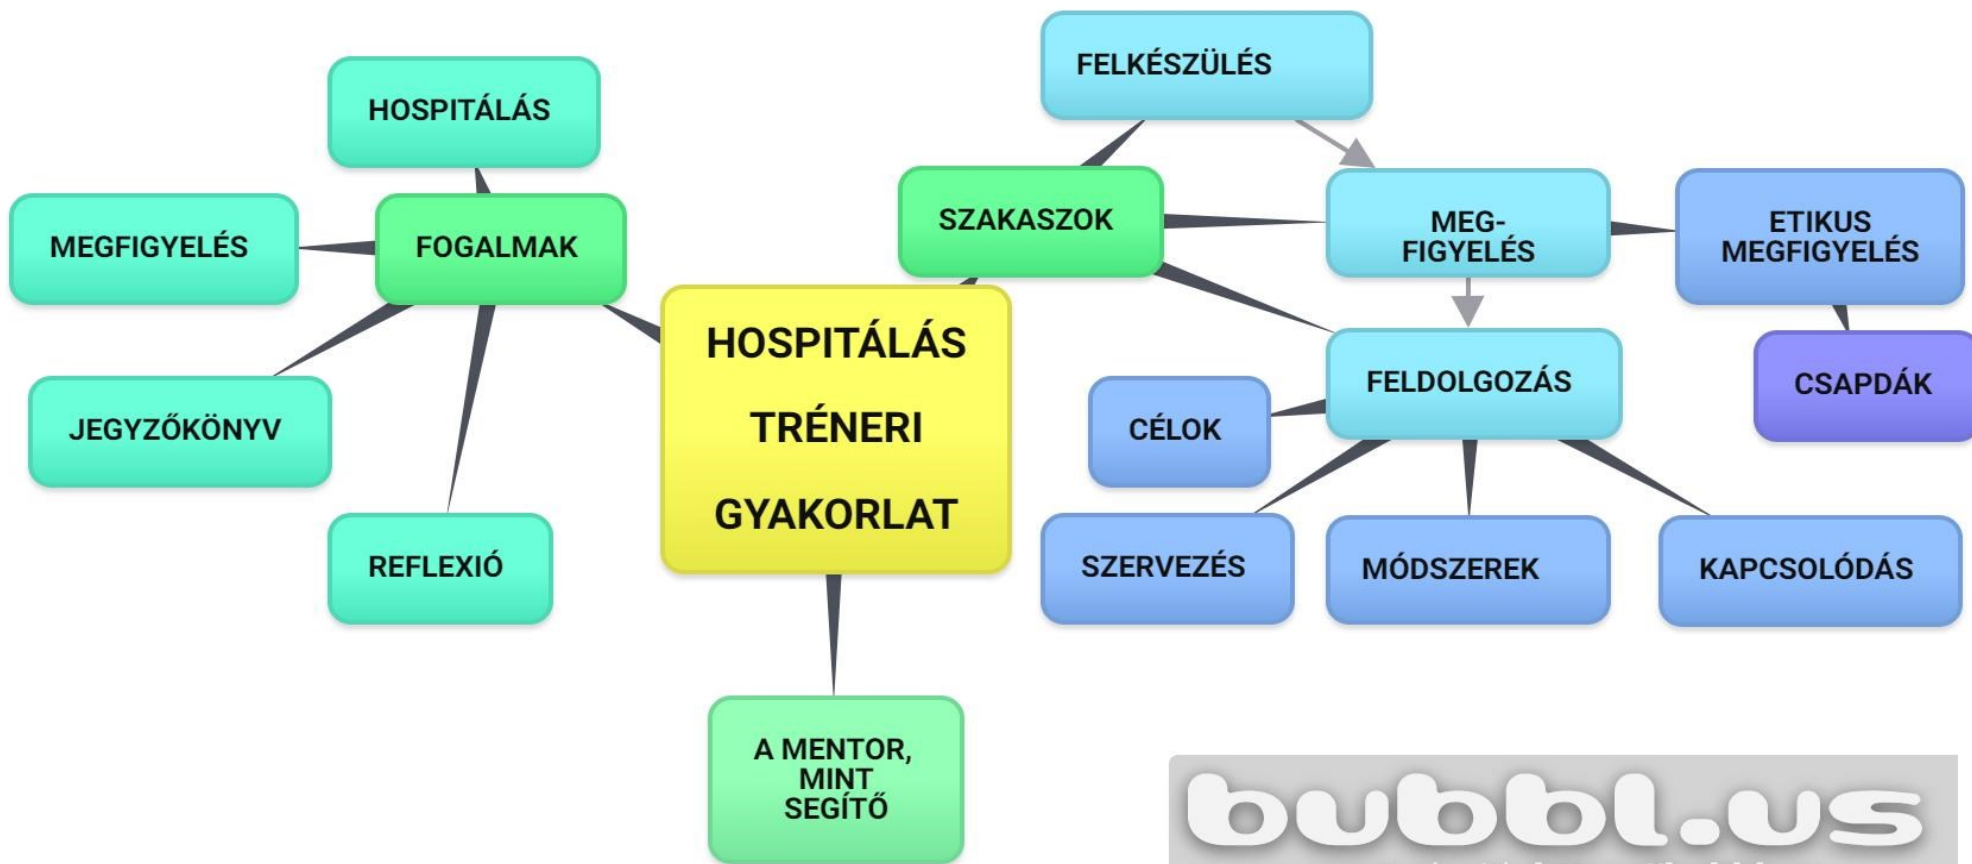 FELKÉSZÜLÉS
HOSPITÁLÁS
SZAKASZOK
MEG-
FIGYELÉS
ETIKUS
MEGFIGYELÉS
MEGFIGYELÉS
FOGALMAK
HOSPITÁLÁS
TRÉNERI
GYAKORLAT
FELDOLGOZÁS
CSAPDÁK
JEGYZŐKÖNYV
CÉLOK
REFLEXIÓ
SZERVEZÉS
MÓDSZEREK
KAPCSOLÓDÁS
A MENTOR,
MINT
SEGÍTŐ
bubbl.us